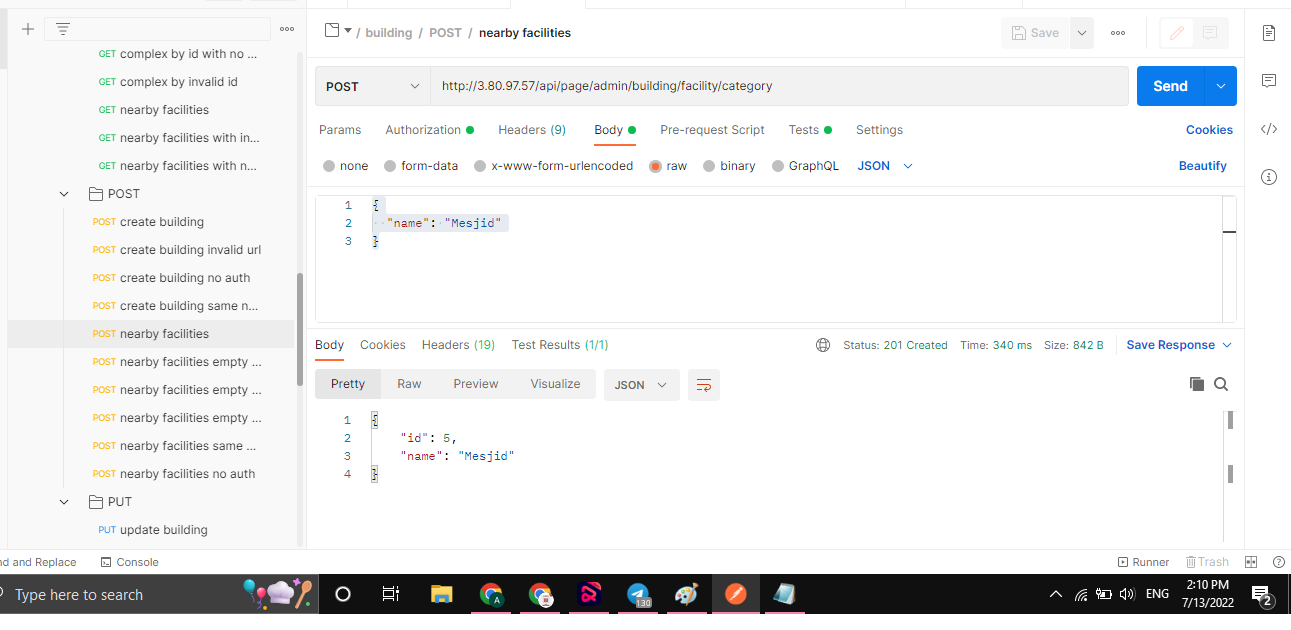 / building / POST / nearby facilities
Save
GET complex by id with no ...
GET complex by invalid id
GET nearby facilities
GET nearby facilities with in...
GET nearby facilities with n...
POST
POST create building
POST create building invalid url
POST create building no auth
POST create building same n...
POST nearby facilities
POST nearby facilities empty ...
POST nearby facilities empty ...
POST nearby facilities empty ...
POST nearby facilities same ...
POST nearby facilities no auth
PUT
PUT update building
POST
http://3.80.97.57/api/page/admin/building/facility/category
Send
Params Authorization Headers (9) Body Pre-request Script Tests Settings Cookies
none form-data x-www-form-urlencoded raw binary GraphQL JSON Beautify
1 {
2 "name": "Mesjid"
3 }
Body Cookies Headers (19) Test Results (1/1) Status: 201 Created Time: 340 ms Size: 842 B Save Response
Pretty Raw Preview Visualize JSON
1 {
2 "id": 5,
3 "name": "Mesjid"
4 }
nd and Replace Console Runner Trash
Type here to search
A
130
ENG
2:10 PM
7/13/2022
2